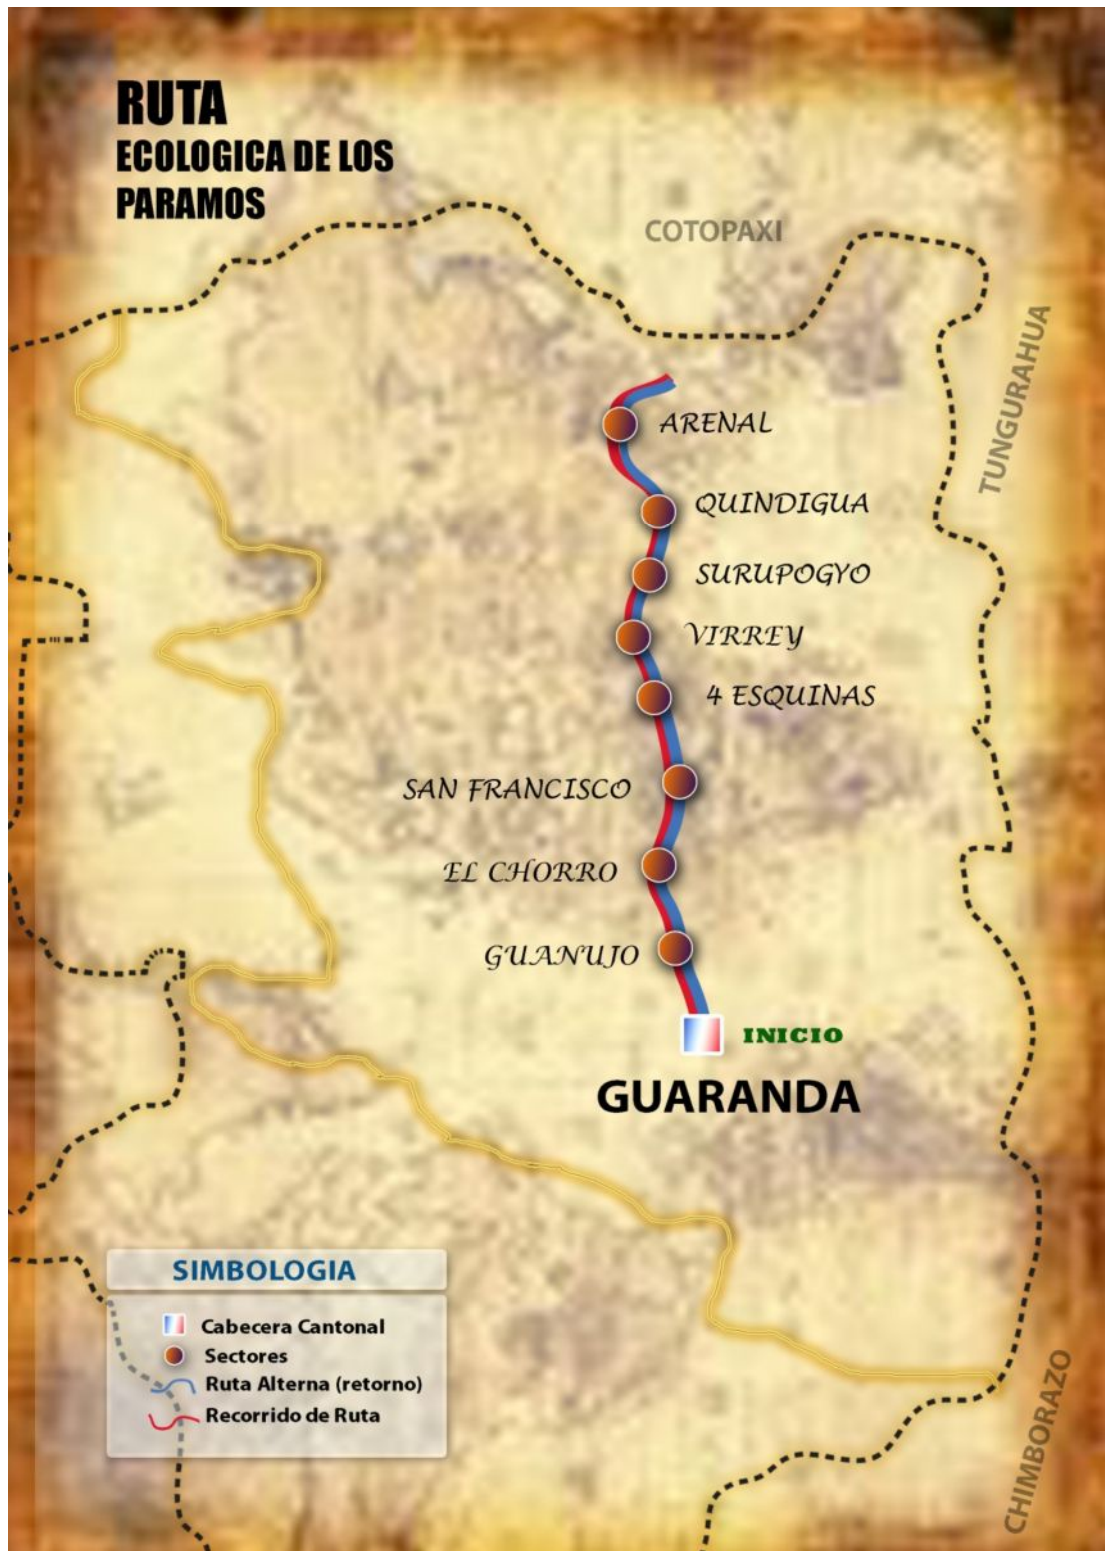 RUTA
ECOLOGICA DE LOS
PARAMOS
COTOPAXI
TUNGURAHUA
ARENAL
QUINDIGUA
SURUPOGYO
VIRREY
4 ESQUINAS
SAN FRANCISCO
EL CHORRO
GUANUJO
INICIO
GUARANDA
SIMBOLOGIA
Cabecera Cantonal
Sectores
Ruta Alterna (retorno)
Recorrido de Ruta
CHIMBORAZO